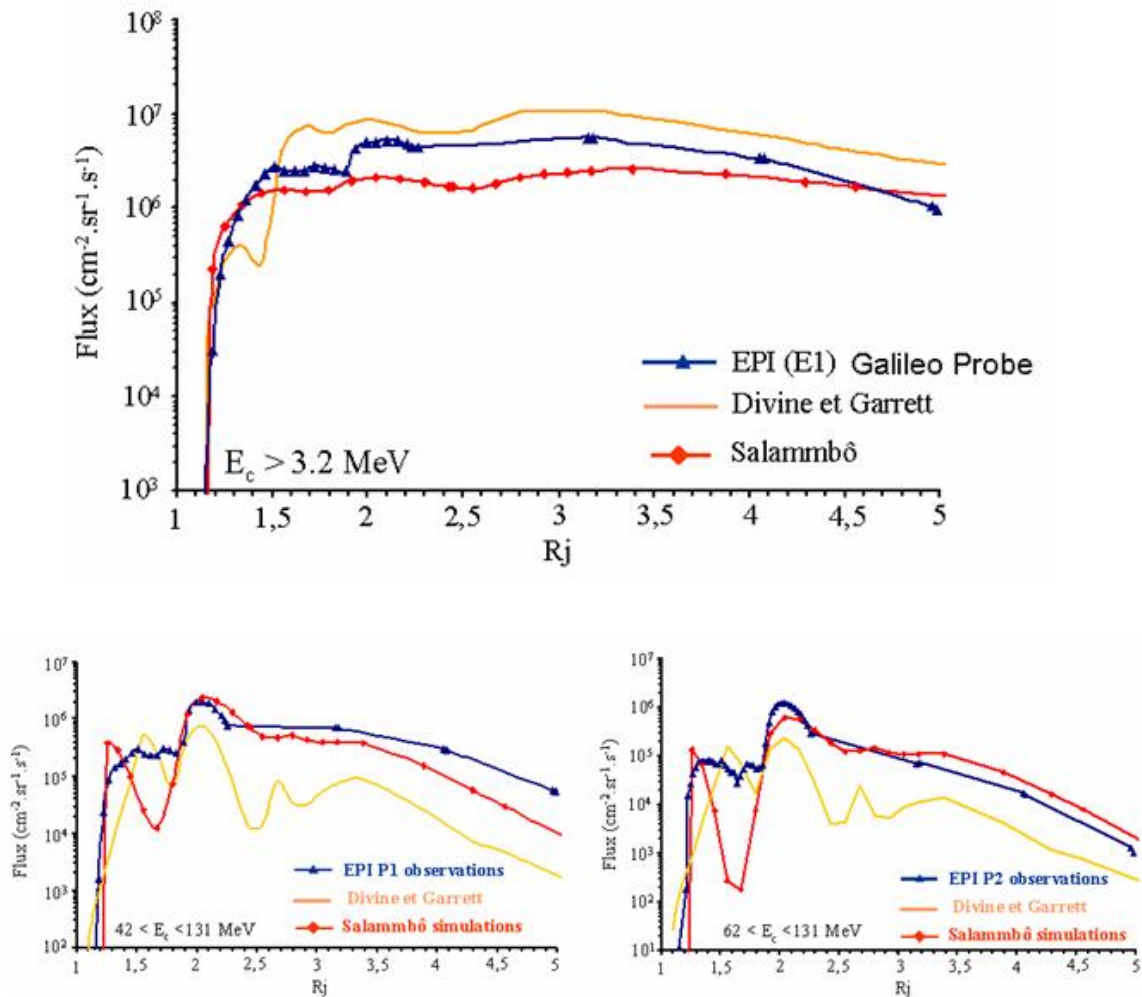 10⁸
10⁷
10⁶
10⁵
10⁴
10³
Flux (cm⁻².sr⁻¹.s⁻¹)
EPI (E1) Galileo Probe
Divine et Garrett
Salammbô
E_c > 3.2 MeV
1 1,5 2 2,5 3 3,5 4 4,5 5
Rj
10⁷
10⁶
10⁵
10⁴
10³
10²
Flux (cm⁻².sr⁻¹.s⁻¹)
EPI P1 observations
Divine et Garrett
Salammbô simulations
42 < E_c <131 MeV
1 1,5 2 2,5 3 3,5 4 4,5 5
Rj
10⁷
10⁶
10⁵
10⁴
10³
10²
10¹
Flux (cm⁻².sr⁻¹.s⁻¹)
EPI P2 observations
Divine et Garrett
Salammbô simulations
62 < E_c <131 MeV
1 1,5 2 2,5 3 3,5 4 4,5 5
Rj